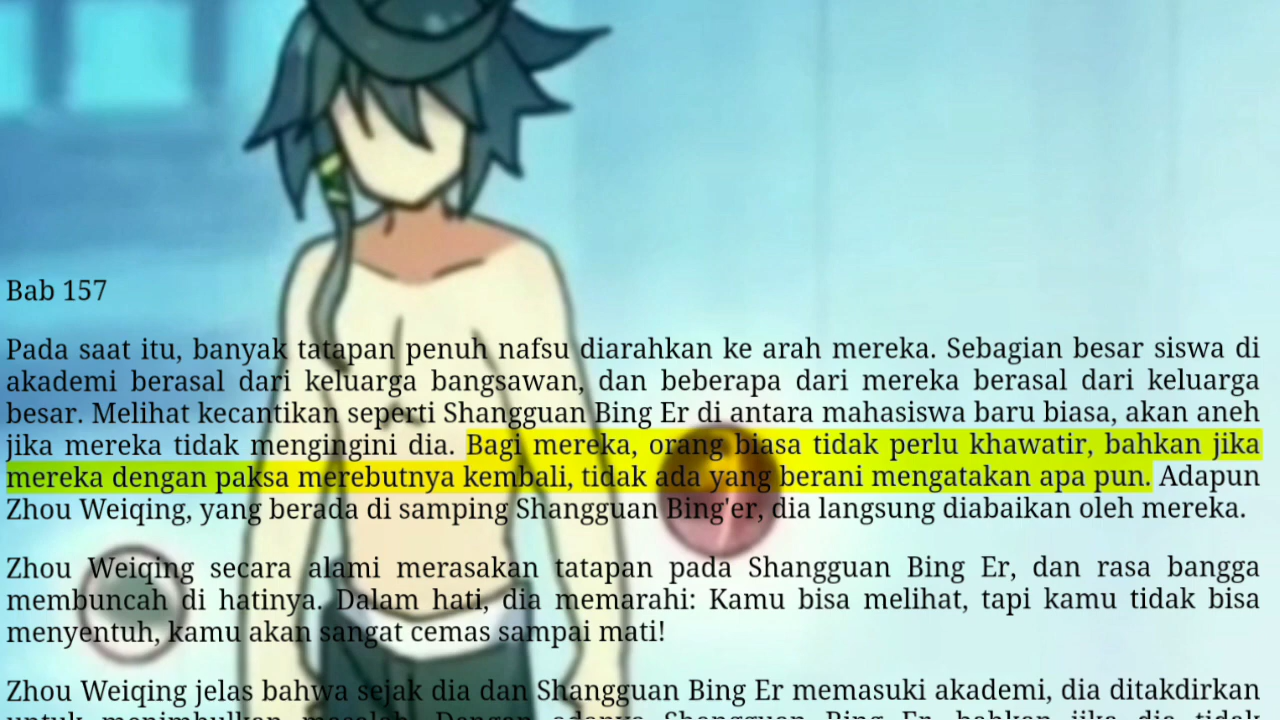 Bab 157
Pada saat itu, banyak tatapan penuh nafsu diarahkan ke arah mereka. Sebagian besar siswa di
akademi berasal dari keluarga bangsawan, dan beberapa dari mereka berasal dari keluarga
besar. Melihat kecantikan seperti Shangguan Bing Er di antara mahasiswa baru biasa, akan aneh
jika mereka tidak mengingini dia. Bagi mereka, orang biasa tidak perlu khawatir, bahkan jika
mereka dengan paksa merebutnya kembali, tidak ada yang berani mengatakan apa pun. Adapun
Zhou Weiqing, yang berada di samping Shangguan Bing'er, dia langsung diabaikan oleh mereka.
Zhou Weiqing secara alami merasakan tatapan pada Shangguan Bing Er, dan rasa bangga
membuncah di hatinya. Dalam hati, dia memarahi: Kamu bisa melihat, tapi kamu tidak bisa
menyentuh, kamu akan sangat cemas sampai mati!
Zhou Weiqing jelas bahwa sejak dia dan Shangguan Bing Er memasuki akademi, dia ditakdirkan